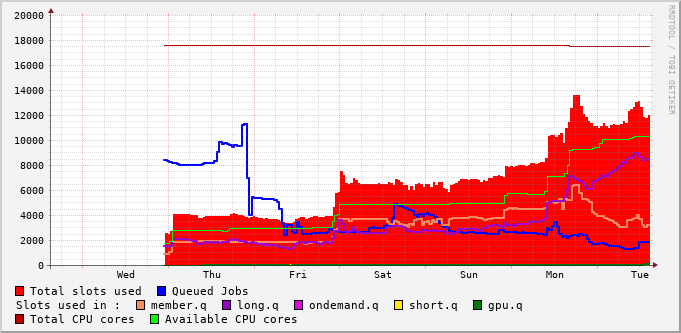 20000
18000
16000
14000
12000
10000
8000
6000
4000
2000
0
Wed Thu Fri Sat Sun Mon Tue
RRDTOOL / TOBI OETIKER
Total slots used Queued Jobs
Slots used in : member.q long.q ondemand.q short.q gpu.q
Total CPU cores Available CPU cores